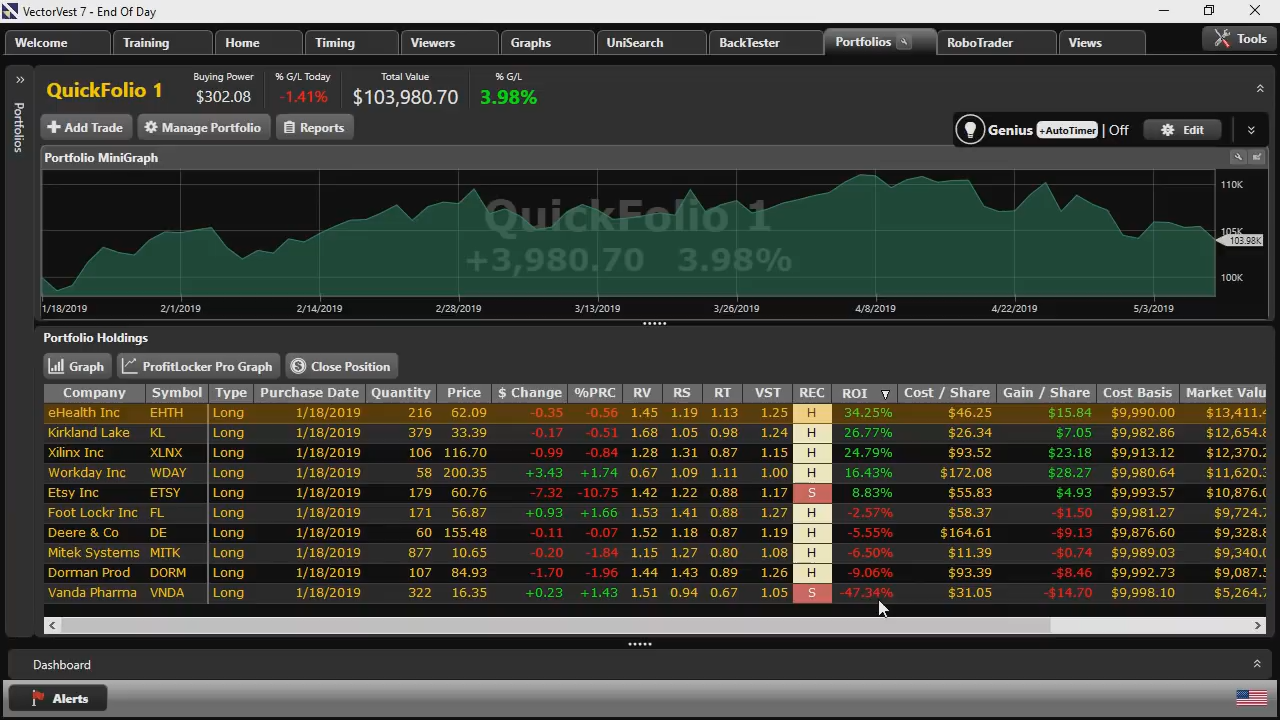 VectorVest 7 - End Of Day
Welcome Training Home Timing Viewers Graphs UniSearch BackTester Portfolios RoboTrader Views Tools
Portfolios
QuickFolio 1
Buying Power % G/L Today Total Value % G/L
$302.08 -1.41% $103,980.70 3.98%
Add Trade Manage Portfolio Reports
Genius +AutoTimer | Off Edit
Portfolio MiniGraph
QuickFolio 1
+3,980.70 3.98%
110K
105K
103.98K
100K
1/18/2019 2/1/2019 2/14/2019 2/28/2019 3/13/2019 3/26/2019 4/8/2019 4/22/2019 5/3/2019
Portfolio Holdings
Graph ProfitLocker Pro Graph Close Position
Company Symbol Type Purchase Date Quantity Price $ Change %PRC RV RS RT VST REC ROI Cost / Share Gain / Share Cost Basis Market Valu
eHealth Inc EHTH Long 1/18/2019 216 62.09 -0.35 -0.56 1.45 1.19 1.13 1.25 H 34.25% $46.25 $15.84 $9,990.00 $13,411.4
Kirkland Lake KL Long 1/18/2019 379 33.39 -0.17 -0.51 1.68 1.05 0.98 1.24 H 26.77% $26.34 $7.05 $9,982.86 $12,654.8
Xilinx Inc XLNX Long 1/18/2019 106 116.70 -0.99 -0.84 1.28 1.31 0.87 1.15 H 24.79% $93.52 $23.18 $9,913.12 $12,370.2
Workday Inc WDAY Long 1/18/2019 58 200.35 +3.43 +1.74 0.67 1.09 1.11 1.00 H 16.43% $172.08 $28.27 $9,980.64 $11,620.3
Etsy Inc ETSY Long 1/18/2019 179 60.76 -7.32 -10.75 1.42 1.22 0.88 1.17 S 8.83% $55.83 $4.93 $9,993.57 $10,876.0
Foot Lockr Inc FL Long 1/18/2019 171 56.87 +0.93 +1.66 1.53 1.41 0.88 1.27 H -2.57% $58.37 -$1.50 $9,981.27 $9,724.7
Deere & Co DE Long 1/18/2019 60 155.48 -0.11 -0.07 1.52 1.18 0.87 1.19 H -5.55% $164.61 -$9.13 $9,876.60 $9,328.8
Mitek Systems MITK Long 1/18/2019 877 10.65 -0.20 -1.84 1.15 1.27 0.80 1.08 H -6.50% $11.39 -$0.74 $9,989.03 $9,340.0
Dorman Prod DORM Long 1/18/2019 107 84.93 -1.70 -1.96 1.44 1.43 0.89 1.26 H -9.06% $93.39 -$8.46 $9,992.73 $9,087.5
Vanda Pharma VNDA Long 1/18/2019 322 16.35 +0.23 +1.43 1.51 0.94 0.67 1.05 S -47.34% $31.05 -$14.70 $9,998.10 $5,264.7
Dashboard
Alerts